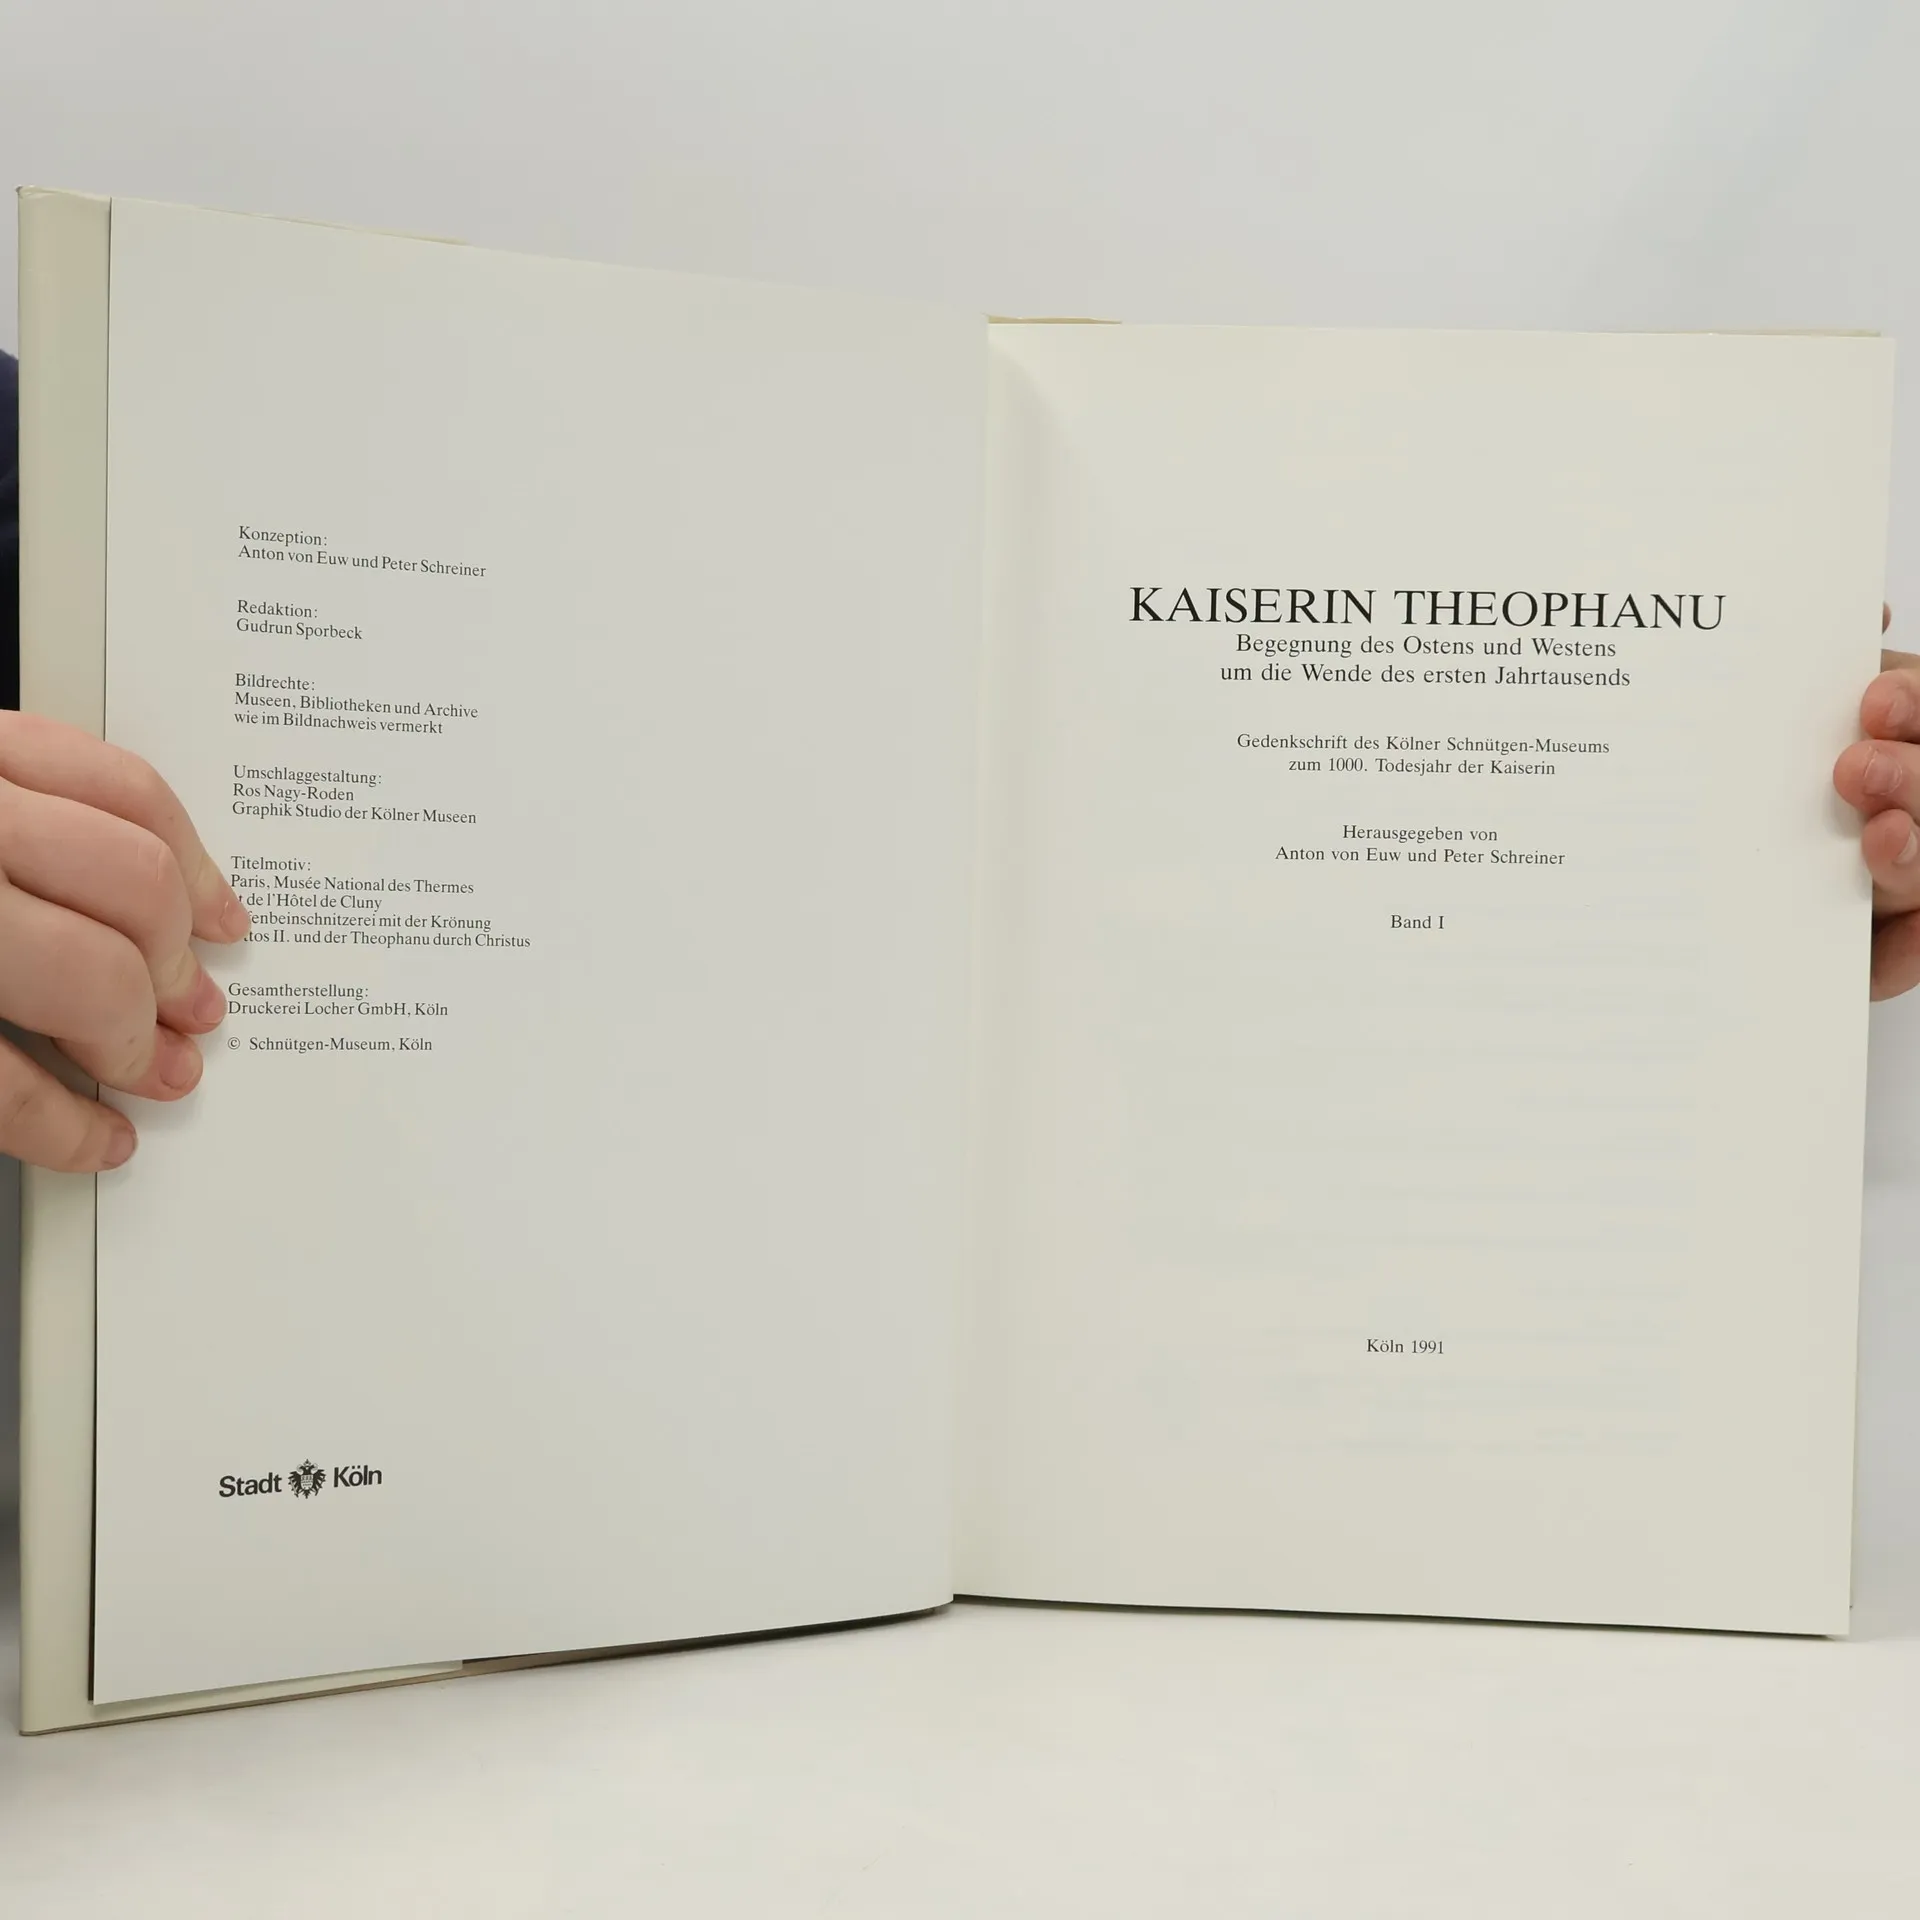 Konzeption:
Anton von Euw und Peter Schreiner
Redaktion:
Gudrun Sporbeck
Bildrechte:
Museen, Bibliotheken und Archive
wie im Bildnachweis vermerkt
Umschlaggestaltung:
Ros Nagy-Roden
Graphik Studio der Kölner Museen
Titelmotiv:
Paris, Musée National des Thermes
de l'Hôtel de Cluny
mit der Krönung
II. und der Theophanu durch Christus
Gesamtherstellung:
Druckerei Locher GmbH, Köln
© Schnütgen-Museum, Köln
Stadt Köln
KAISERIN THEOPHANU
Begegnung des Ostens und Westens
um die Wende des ersten Jahrtausends
Gedenkschrift des Kölner Schnütgen-Museums
zum 1000. Todesjahr der Kaiserin
Herausgegeben von
Anton von Euw und Peter Schreiner
Band I
Köln 1991